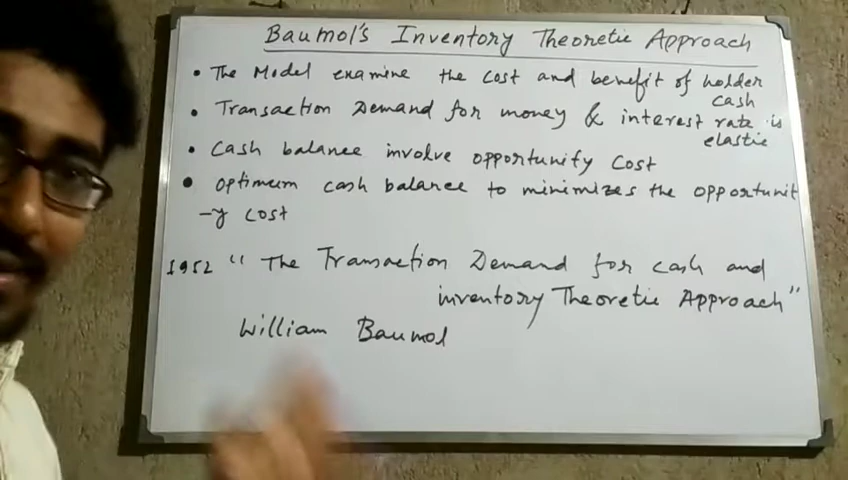 Baumol's Inventory Theoretic Approach
• The Model examine the cost and benefit of holder
cash
• Transaction Demand for money & interest rate is
elastic
• Cash balance involve opportunity cost
• optimum cash balance to minimizes the opportunit
-y cost
1952 " The Transaction Demand for cash and
inventory Theoretic Approach"
William Baumol